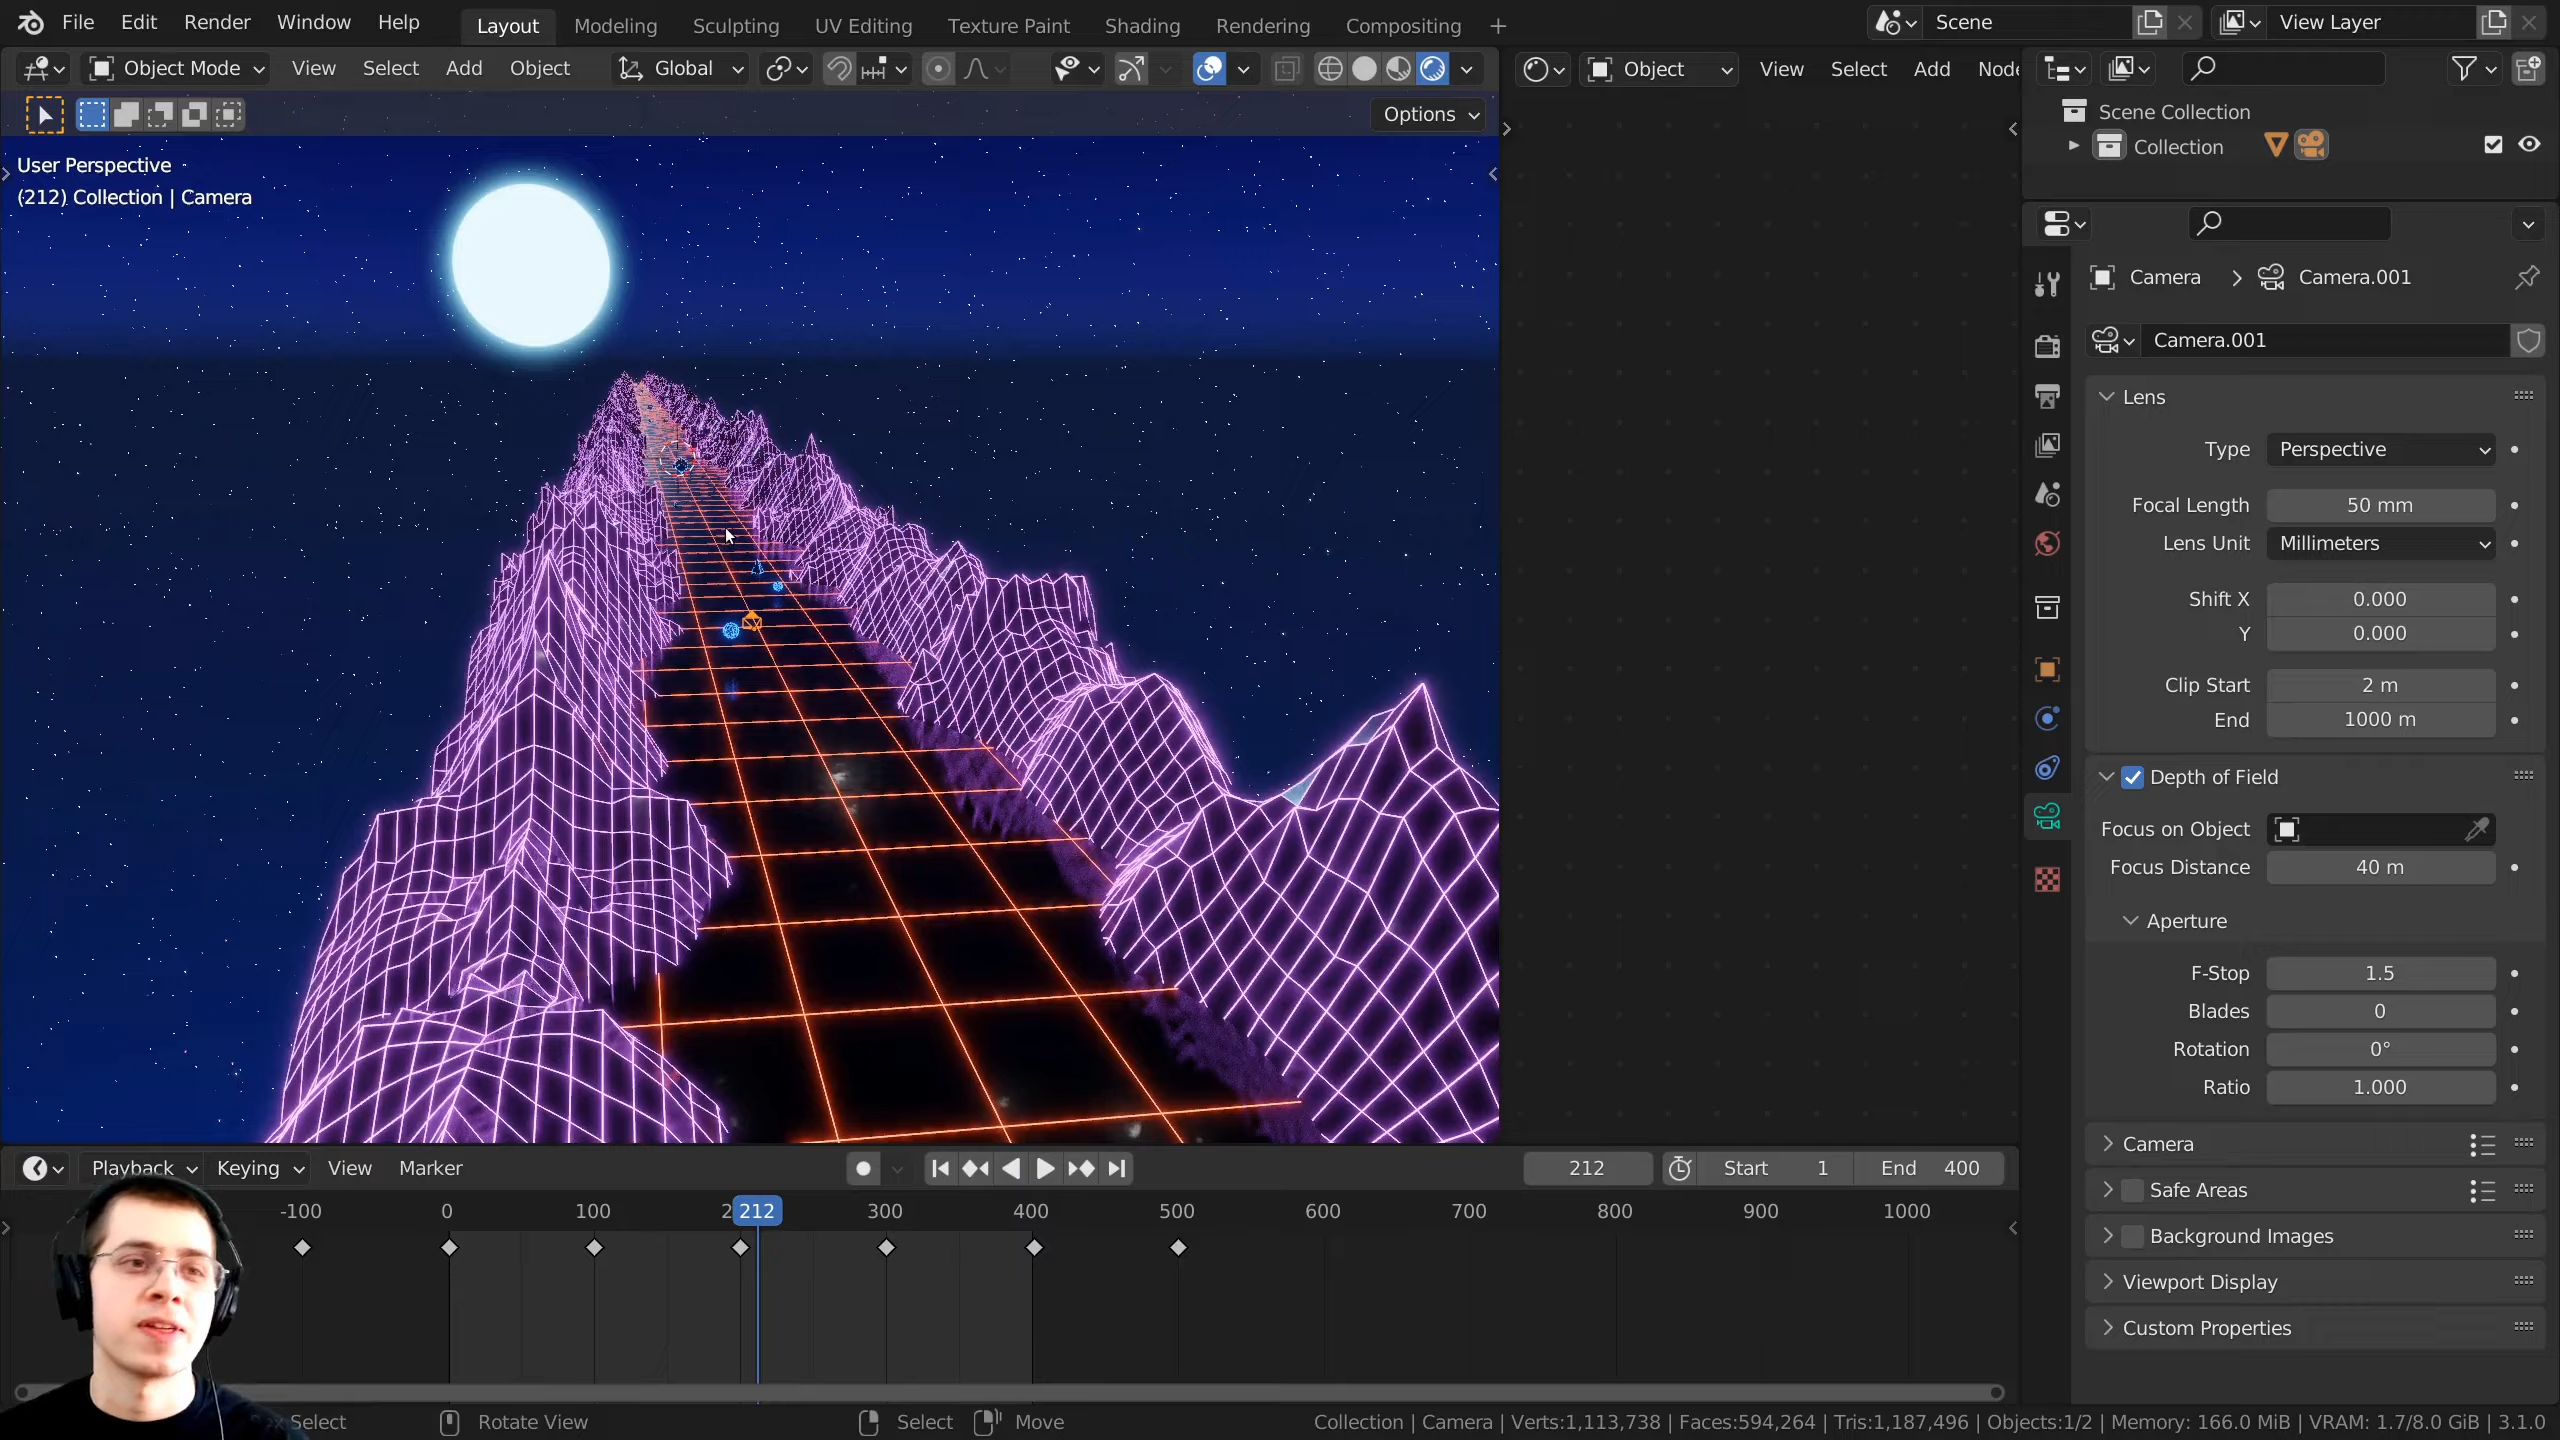 File Edit Render Window Help Layout Modeling Sculpting UV Editing Texture Paint Shading Rendering Compositing + Scene View Layer
Object Mode View Select Add Object Global Object View Select Add Node
Options
User Perspective
(212) Collection | Camera
Scene Collection
Collection
Camera Camera.001
Camera.001
Lens
Type Perspective
Focal Length 50 mm
Lens Unit Millimeters
Shift X 0.000
Y 0.000
Clip Start 2 m
End 1000 m
Depth of Field
Focus on Object
Focus Distance 40 m
Aperture
F-Stop 1.5
Blades 0
Rotation 0°
Ratio 1.000
Camera
Safe Areas
Background Images
Viewport Display
Custom Properties
Playback Keying View Marker 212 Start 1 End 400
-100 0 100 212 300 400 500 600 700 800 900 1000
Select Rotate View Select Move Collection | Camera | Verts:1,113,738 | Faces:594,264 | Tris:1,187,496 | Objects:1/2 | Memory: 166.0 MiB | VRAM: 1.7/8.0 GiB | 3.1.0